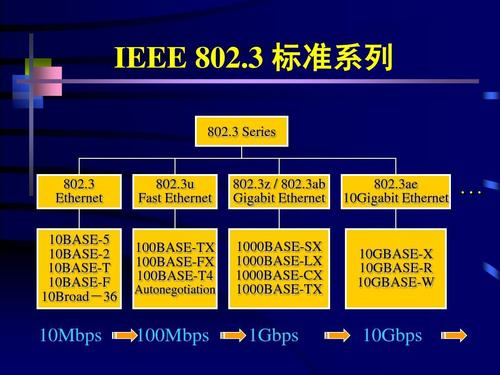 IEEE 802.3 标准系列
802.3 Series
802.3
Ethernet
802.3u
Fast Ethernet
802.3z / 802.3ab
Gigabit Ethernet
802.3ae
10Gigabit Ethernet
...
10BASE-5
10BASE-2
10BASE-T
10BASE-F
10Broad－36
100BASE-TX
100BASE-FX
100BASE-T4
Autonegotiation
1000BASE-SX
1000BASE-LX
1000BASE-CX
1000BASE-TX
10GBASE-X
10GBASE-R
10GBASE-W
10Mbps
100Mbps
1Gbps
10Gbps